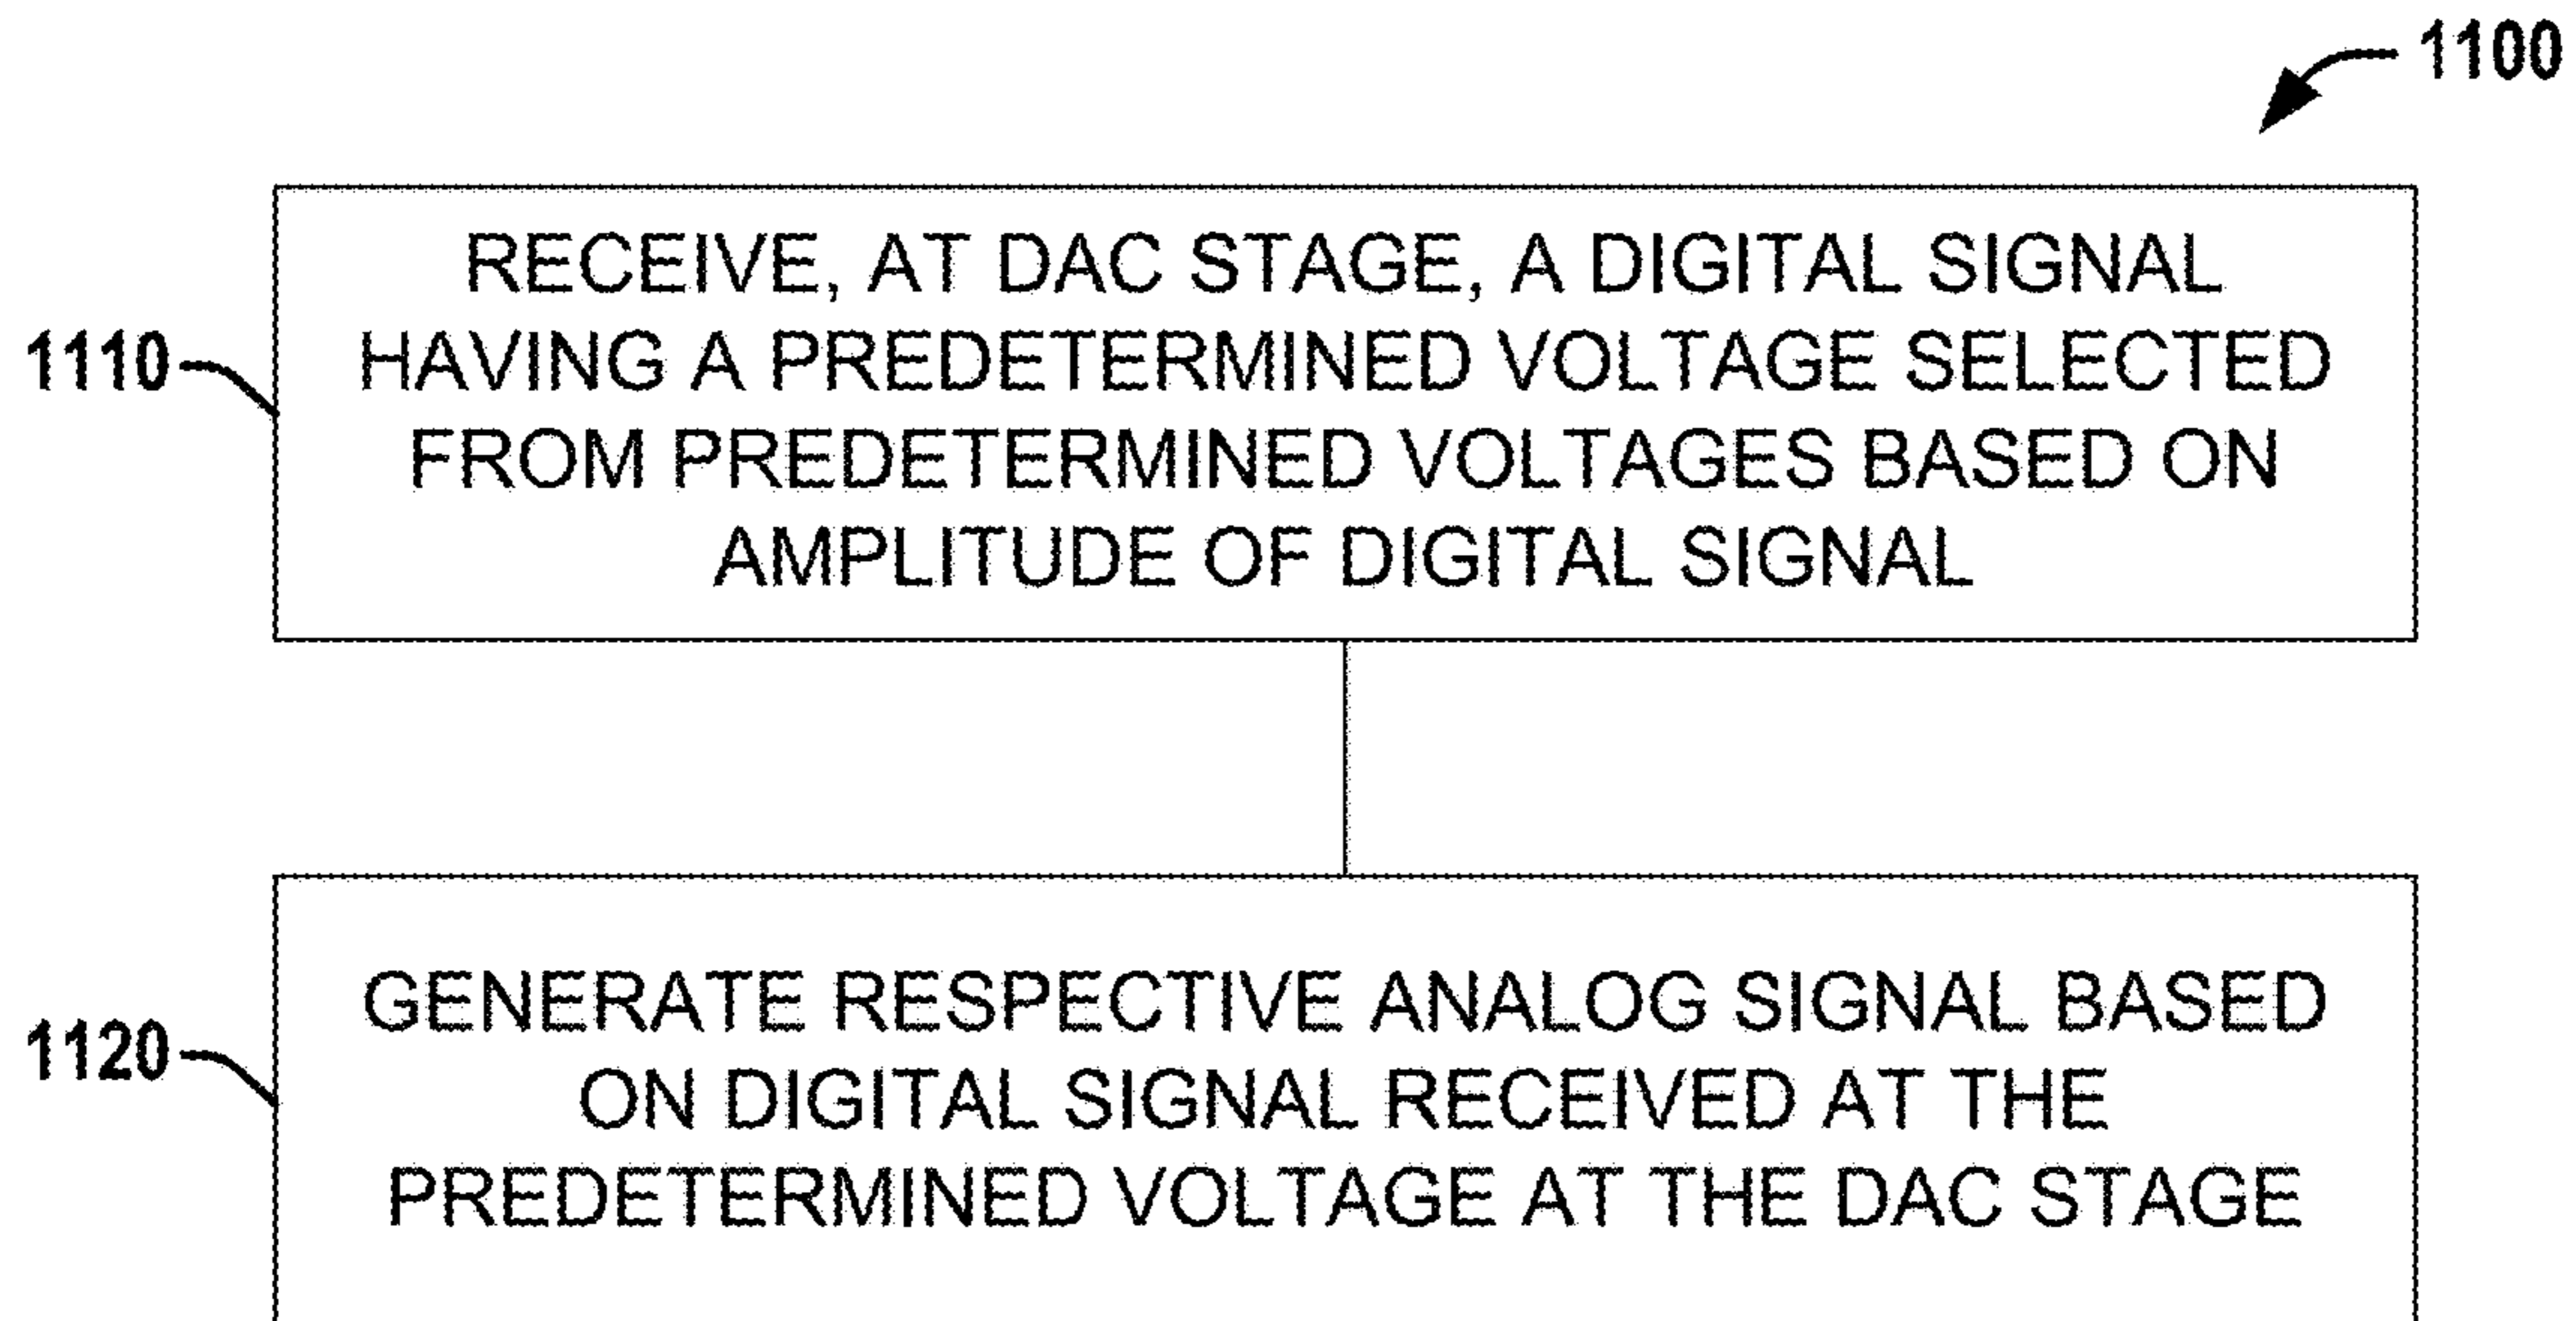 1100
RECEIVE, AT DAC STAGE, A DIGITAL SIGNAL
HAVING A PREDETERMINED VOLTAGE SELECTED
1110
FROM PREDETERMINED VOLTAGES BASED ON
AMPLITUDE OF DIGITAL SIGNAL
GENERATE RESPECTIVE ANALOG SIGNAL BASED
1120
ON DIGITAL SIGNAL RECEIVED AT THE
PREDETERMINED VOLTAGE AT THE DAC STAGE